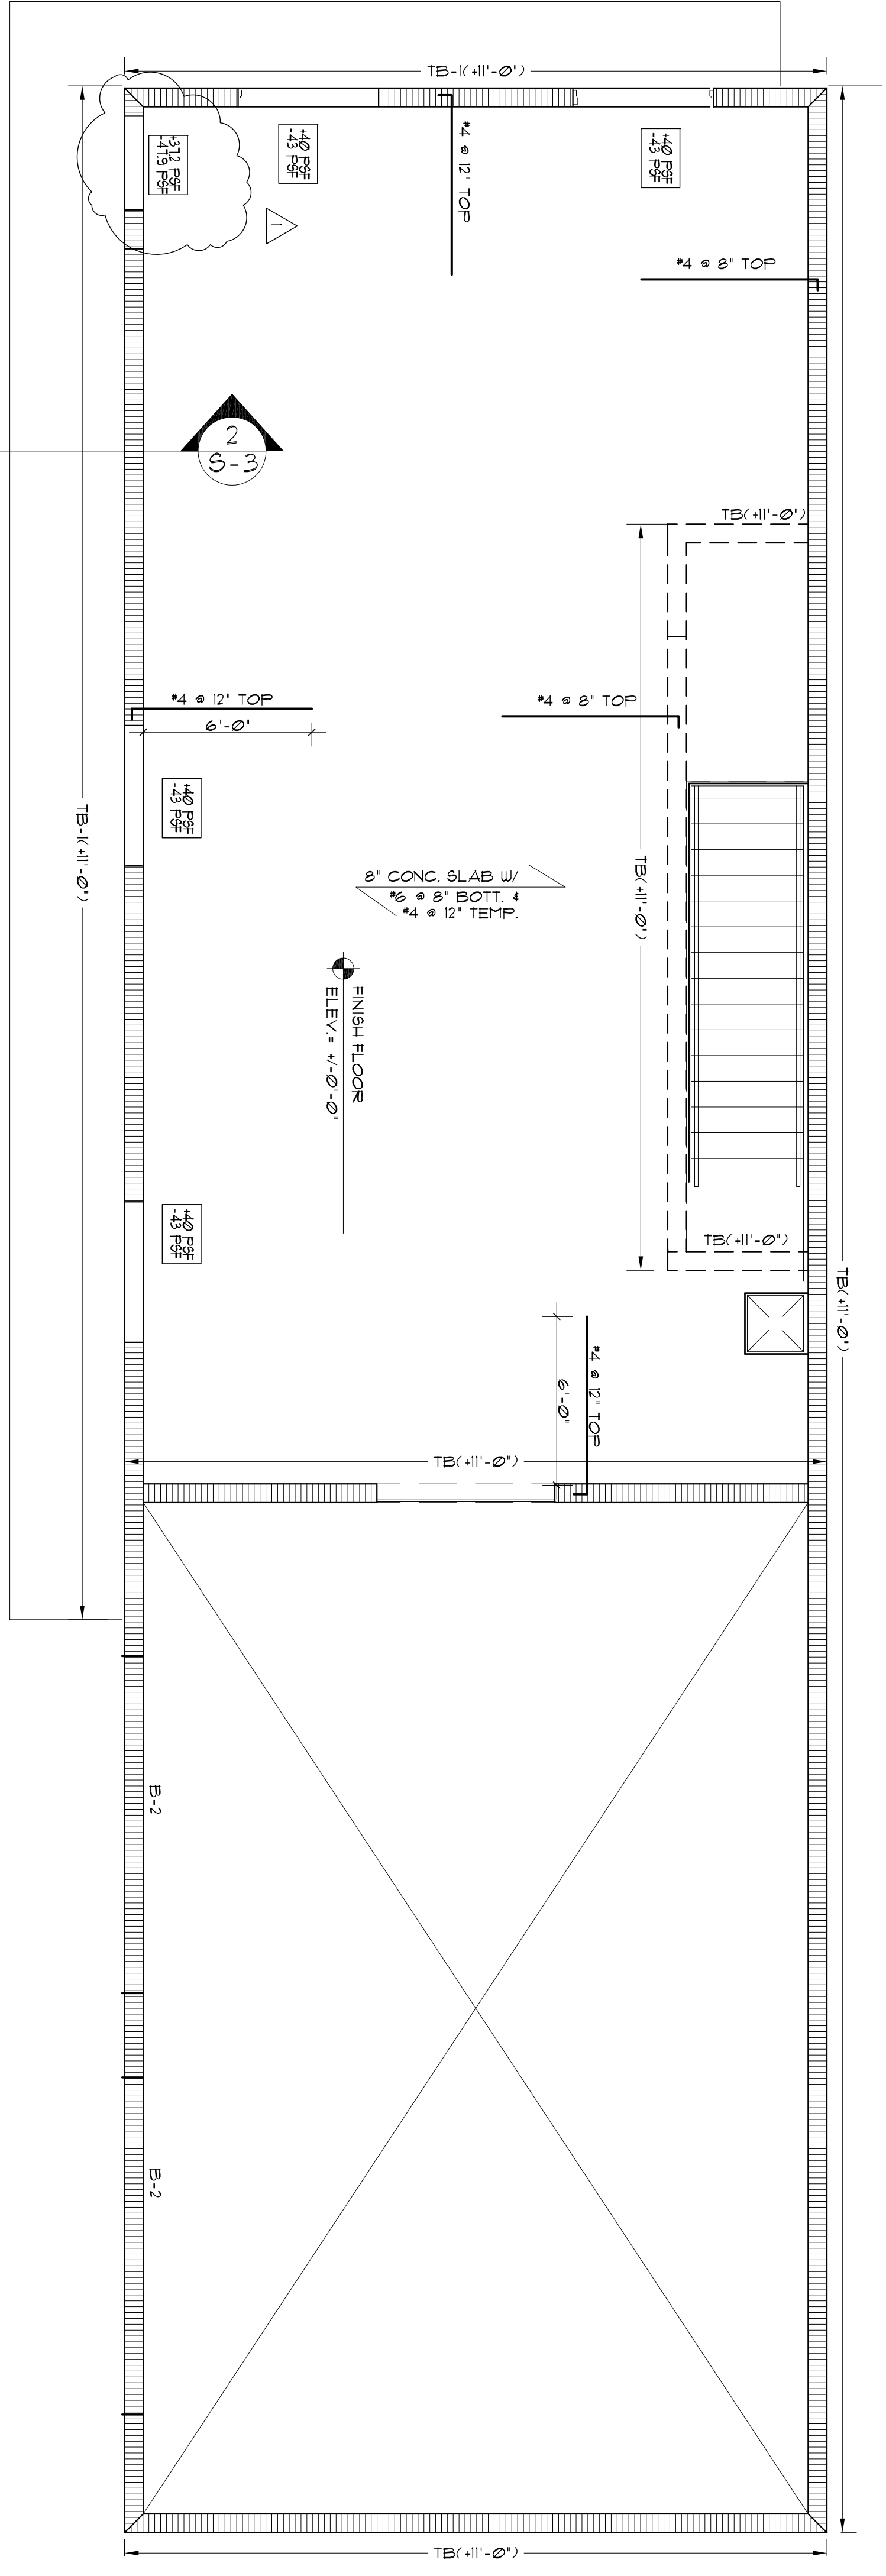 TB-1(+11'-0")
+37.2 PSF
-47.9 PSF
+40 PSF
-43 PSF
#4 @ 12" TOP
+40 PSF
-43 PSF
1
#4 @ 8" TOP
2
S-3
TB(+11'-0")
#4 @ 12" TOP
6'-0"
#4 @ 8" TOP
+40 PSF
-43 PSF
TB-1(+11'-0")
8" CONC. SLAB W/
#6 @ 8" BOTT. &
#4 @ 12" TEMP.
TB(+11'-0")
FINISH FLOOR
ELEV.= +/-0'-0"
+40 PSF
-43 PSF
TB(+11'-0")
TB(+11'-0")
#4 @ 12" TOP
6'-0"
TB(+11'-0")
B-2
B-2
TB(+11'-0")